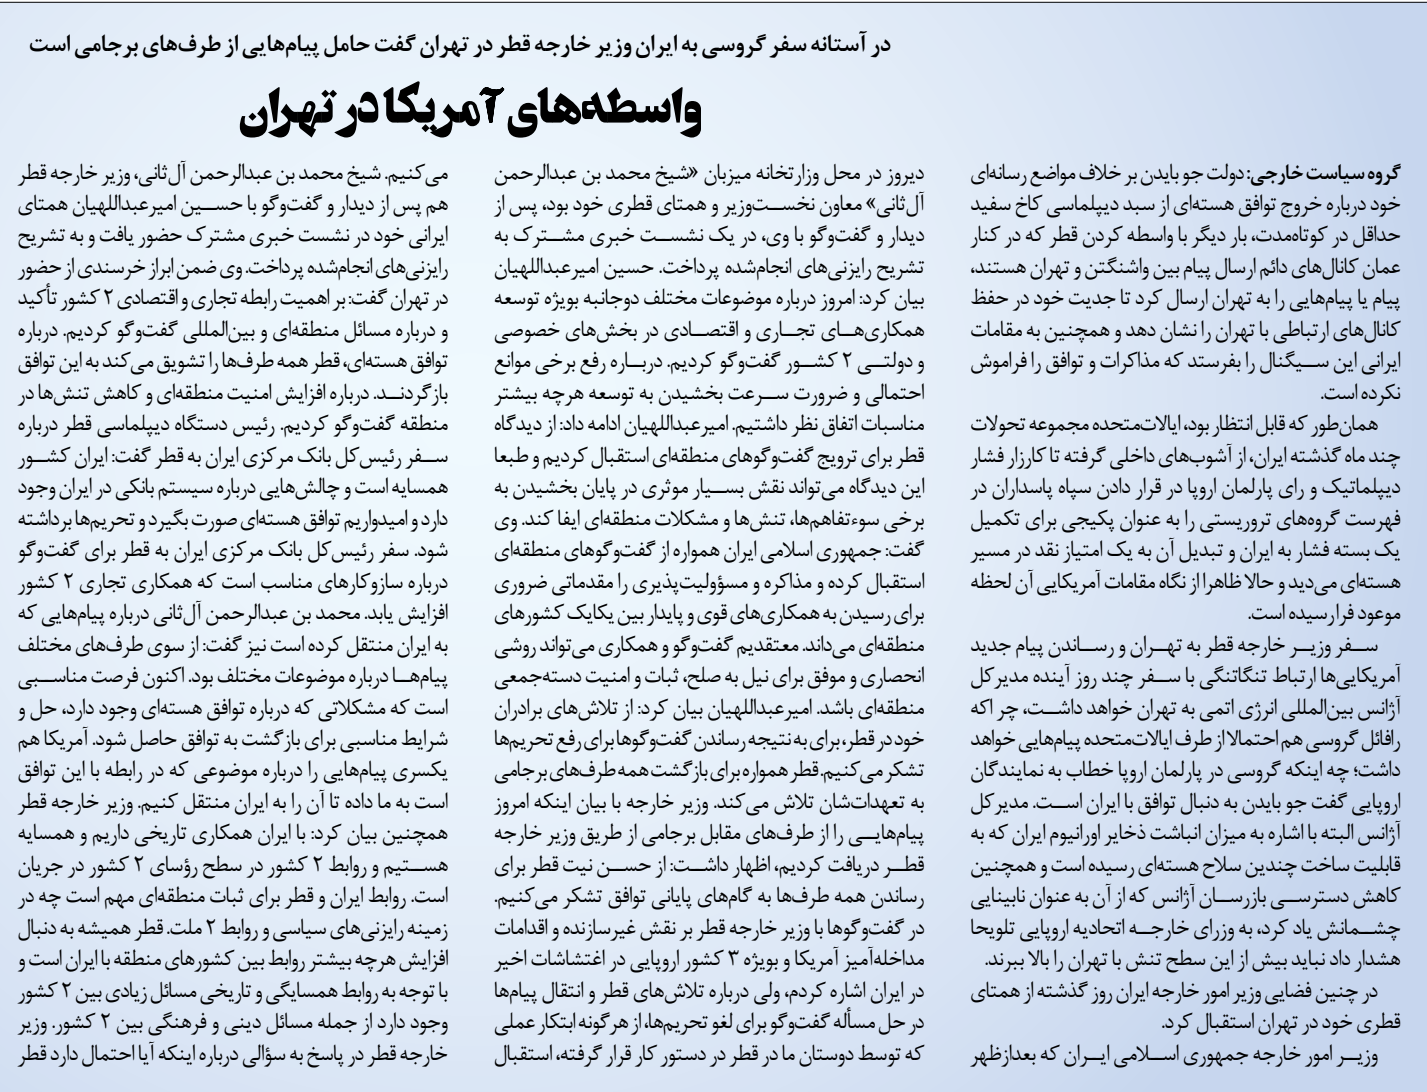 در آستانه سفر گروسی به ایران وزیر خارجه قطر در تهران گفت حامل پیام‌هایی از طرف‌های برجامی است
واسطه‌های آمریکا در تهران
گروه سیاست خارجی: دولت جو بایدن بر خلاف مواضع رسانه‌ای
خود درباره خروج توافق هسته‌ای از سبد دیپلماسی کاخ سفید
حداقل در کوتاه‌مدت، بار دیگر با واسطه کردن قطر که در کنار
عمان کانال‌های دائم ارسال پیام بین واشنگتن و تهران هستند،
پیام یا پیام‌هایی را به تهران ارسال کرد تا جدیت خود در حفظ
کانال‌های ارتباطی با تهران را نشان دهد و همچنین به مقامات
ایرانی این سیگنال را بفرستد که مذاکرات و توافق را فراموش
نکرده است.
همان‌طور که قابل انتظار بود، ایالات‌متحده مجموعه تحولات
چند ماه گذشته ایران، از آشوب‌های داخلی گرفته تا کارزار فشار
دیپلماتیک و رای پارلمان اروپا در قرار دادن سپاه پاسداران در
فهرست گروه‌های تروریستی را به عنوان پکیجی برای تکمیل
یک بسته فشار به ایران و تبدیل آن به یک امتیاز نقد در مسیر
هسته‌ای می‌دید و حالا ظاهرا از نگاه مقامات آمریکایی آن لحظه
موعود فرا رسیده است.
سفر وزیر خارجه قطر به تهران و رساندن پیام جدید
آمریکایی‌ها ارتباط تنگاتنگی با سفر چند روز آینده مدیرکل
آژانس بین‌المللی انرژی اتمی به تهران خواهد داشت، چر اکه
رافائل گروسی هم احتمالا از طرف ایالات‌متحده پیام‌هایی خواهد
داشت؛ چه اینکه گروسی در پارلمان اروپا خطاب به نمایندگان
اروپایی گفت جو بایدن به دنبال توافق با ایران است. مدیرکل
آژانس البته با اشاره به میزان انباشت ذخایر اورانیوم ایران که به
قابلیت ساخت چندین سلاح هسته‌ای رسیده است و همچنین
کاهش دسترسی بازرسان آژانس که از آن به عنوان نابینایی
چشمانش یاد کرد، به وزرای خارجه اتحادیه اروپایی تلویحا
هشدار داد نباید بیش از این سطح تنش با تهران را بالا ببرند.
در چنین فضایی وزیر امور خارجه ایران روز گذشته از همتای
قطری خود در تهران استقبال کرد.
وزیر امور خارجه جمهوری اسلامی ایران که بعدازظهر
دیروز در محل وزارتخانه میزبان «شیخ محمد بن عبدالرحمن
آل‌ثانی» معاون نخست‌وزیر و همتای قطری خود بود، پس از
دیدار و گفت‌وگو با وی، در یک نشست خبری مشترک به
تشریح رایزنی‌های انجام‌شده پرداخت. حسین امیرعبداللهیان
بیان کرد: امروز درباره موضوعات مختلف دوجانبه بویژه توسعه
همکاری‌های تجاری و اقتصادی در بخش‌های خصوصی
و دولتی ۲ کشور گفت‌وگو کردیم. درباره رفع برخی موانع
احتمالی و ضرورت سرعت بخشیدن به توسعه هرچه بیشتر
مناسبات اتفاق نظر داشتیم. امیرعبداللهیان ادامه داد: از دیدگاه
قطر برای ترویج گفت‌وگوهای منطقه‌ای استقبال کردیم و طبعا
این دیدگاه می‌تواند نقش بسیار موثری در پایان بخشیدن به
برخی سوءتفاهم‌ها، تنش‌ها و مشکلات منطقه‌ای ایفا کند. وی
گفت: جمهوری اسلامی ایران همواره از گفت‌وگوهای منطقه‌ای
استقبال کرده و مذاکره و مسؤولیت‌پذیری را مقدماتی ضروری
برای رسیدن به همکاری‌های قوی و پایدار بین یکایک کشورهای
منطقه‌ای می‌داند. معتقدیم گفت‌وگو و همکاری می‌تواند روشی
انحصاری و موفق برای نیل به صلح، ثبات و امنیت دسته‌جمعی
منطقه‌ای باشد. امیرعبداللهیان بیان کرد: از تلاش‌های برادران
خود در قطر، برای به نتیجه رساندن گفت‌وگوها برای رفع تحریم‌ها
تشکر می‌کنیم. قطر همواره برای بازگشت همه طرف‌های برجامی
به تعهدات‌شان تلاش می‌کند. وزیر خارجه با بیان اینکه امروز
پیام‌هایی را از طرف‌های مقابل برجامی از طریق وزیر خارجه
قطر دریافت کردیم، اظهار داشت: از حسن نیت قطر برای
رساندن همه طرف‌ها به گام‌های پایانی توافق تشکر می‌کنیم.
در گفت‌وگوها با وزیر خارجه قطر بر نقش غیرسازنده و اقدامات
مداخله‌آمیز آمریکا و بویژه ۳ کشور اروپایی در اغتشاشات اخیر
در ایران اشاره کردم، ولی درباره تلاش‌های قطر و انتقال پیام‌ها
در حل مسأله گفت‌وگو برای لغو تحریم‌ها، از هر گونه ابتکار عملی
که توسط دوستان ما در قطر در دستور کار قرار گرفته، استقبال
می‌کنیم. شیخ محمد بن عبدالرحمن آل‌ثانی، وزیر خارجه قطر
هم پس از دیدار و گفت‌وگو با حسین امیرعبداللهیان همتای
ایرانی خود در نشست خبری مشترک حضور یافت و به تشریح
رایزنی‌های انجام‌شده پرداخت. وی ضمن ابراز خرسندی از حضور
در تهران گفت: بر اهمیت رابطه تجاری و اقتصادی ۲ کشور تأکید
و درباره مسائل منطقه‌ای و بین‌المللی گفت‌وگو کردیم. درباره
توافق هسته‌ای، قطر همه طرف‌ها را تشویق می‌کند به این توافق
بازگردند. درباره افزایش امنیت منطقه‌ای و کاهش تنش‌ها در
منطقه گفت‌وگو کردیم. رئیس دستگاه دیپلماسی قطر درباره
سفر رئیس‌کل بانک مرکزی ایران به قطر گفت: ایران کشور
همسایه است و چالش‌هایی درباره سیستم بانکی در ایران وجود
دارد و امیدواریم توافق هسته‌ای صورت بگیرد و تحریم‌ها برداشته
شود. سفر رئیس‌کل بانک مرکزی ایران به قطر برای گفت‌وگو
درباره سازوکارهای مناسب است که همکاری تجاری ۲ کشور
افزایش یابد. محمد بن عبدالرحمن آل‌ثانی درباره پیام‌هایی که
به ایران منتقل کرده است نیز گفت: از سوی طرف‌های مختلف
پیام‌ها درباره موضوعات مختلف بود. اکنون فرصت مناسبی
است که مشکلاتی که درباره توافق هسته‌ای وجود دارد، حل و
شرایط مناسبی برای بازگشت به توافق حاصل شود. آمریکا هم
یکسری پیام‌هایی را درباره موضوعی که در رابطه با این توافق
است به ما داده تا آن را به ایران منتقل کنیم. وزیر خارجه قطر
همچنین بیان کرد: با ایران همکاری تاریخی داریم و همسایه
هستیم و روابط ۲ کشور در سطح رؤسای ۲ کشور در جریان
است. روابط ایران و قطر برای ثبات منطقه‌ای مهم است چه در
زمینه رایزنی‌های سیاسی و روابط ۲ ملت. قطر همیشه به دنبال
افزایش هرچه بیشتر روابط بین کشورهای منطقه با ایران است و
با توجه به روابط همسایگی و تاریخی مسائل زیادی بین ۲ کشور
وجود دارد از جمله مسائل دینی و فرهنگی بین ۲ کشور. وزیر
خارجه قطر در پاسخ به سؤالی درباره اینکه آیا احتمال دارد قطر